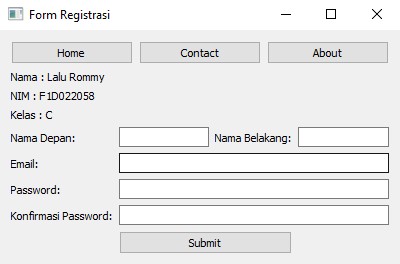 Form Registrasi
Home Contact About
Nama : Lalu Rommy
NIM : F1D022058
Kelas : C
Nama Depan: Nama Belakang:
Email:
Password:
Konfirmasi Password:
Submit